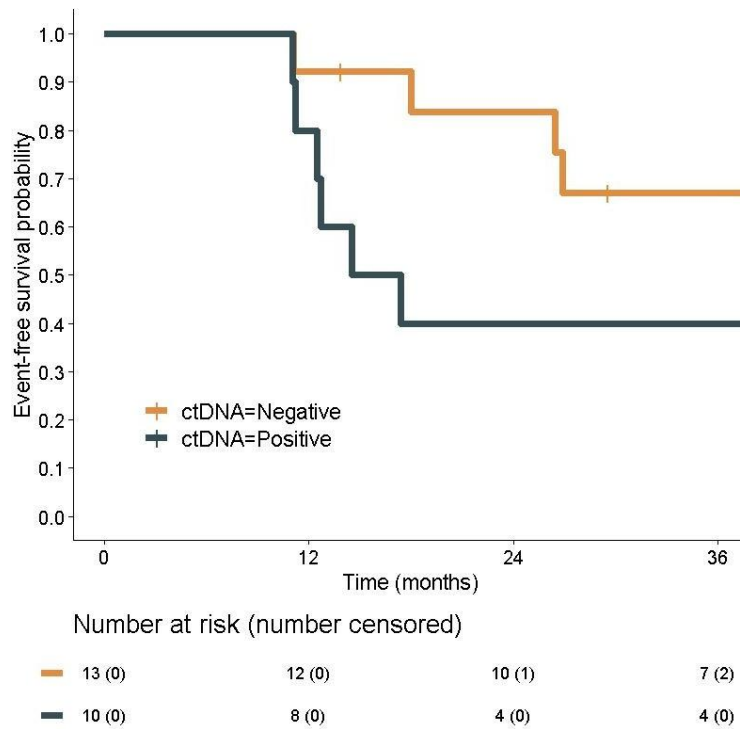 1.0
0.9
0.8
0.7
0.6
0.5
0.4
0.3
0.2
0.1
0.0
Event-free survival probability
ctDNA=Negative
ctDNA=Positive
0 12 24 36
Time (months)
Number at risk (number censored)
13 (0) 12 (0) 10 (1) 7 (2)
10 (0) 8 (0) 4 (0) 4 (0)